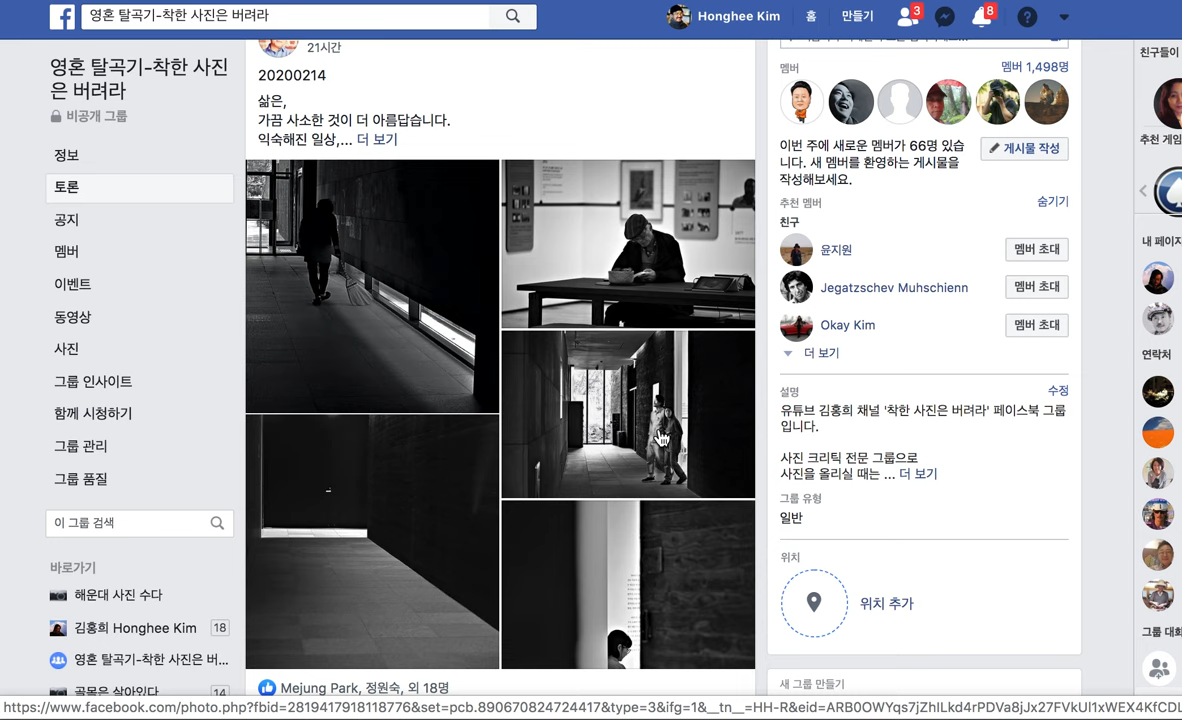 영혼 탈곡기-착한 사진은 버려라
Honghee Kim
홈
만들기
3
8
영혼 탈곡기-착한 사진
은 버려라
비공개 그룹
정보
토론
공지
멤버
이벤트
동영상
사진
그룹 인사이트
함께 시청하기
그룹 관리
그룹 품질
이 그룹 검색
바로가기
해운대 사진 수다
김홍희 Honghee Kim
18
영혼 탈곡기-착한 사진은 버...
골목은 살아있다
14
21시간
20200214
삶은,
가끔 사소한 것이 더 아름답습니다.
익숙해진 일상,... 더 보기
Mejung Park, 정원숙, 외 18명
멤버
멤버 1,498명
이번 주에 새로운 멤버가 66명 있습
니다. 새 멤버를 환영하는 게시물을
작성해보세요.
게시물 작성
추천 멤버
숨기기
친구
윤지원
멤버 초대
Jegatzschev Muhschienn
멤버 초대
Okay Kim
멤버 초대
더 보기
설명
수정
유튜브 김홍희 채널 '착한 사진은 버려라' 페이스북 그룹
입니다.
사진 크리틱 전문 그룹으로
사진을 올리실 때는 ... 더 보기
그룹 유형
일반
위치
위치 추가
새 그룹 만들기
친구들이
추천 게임
내 페이지
연락처
그룹 대화
https://www.facebook.com/photo.php?fbid=2819417918118776&set=pcb.890670824724417&type=3&ifg=1&__tn__=HH-R&eid=ARB0OWYqs7jZhILkd4rPDVa8jJx27FVkUl1xWEX4KfCDL